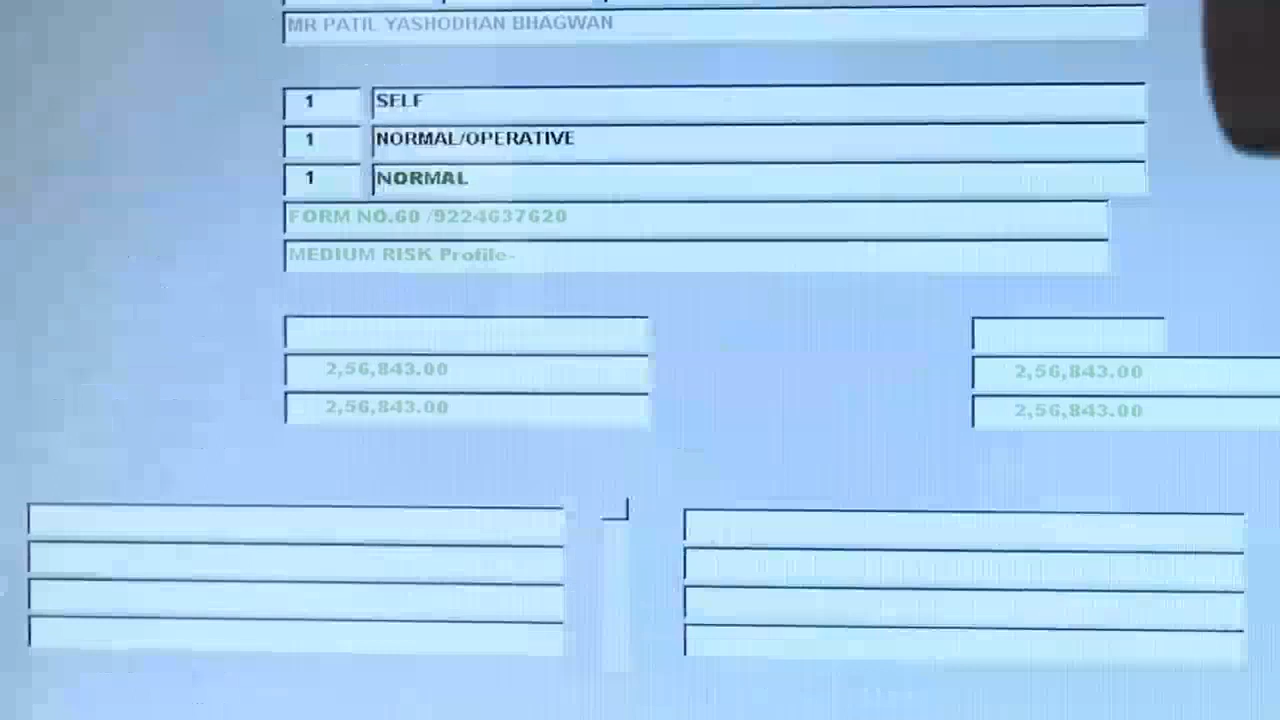 MR PATIL YASHODHAN BHAGWAN
1 SELF
1 NORMAL/OPERATIVE
1 NORMAL
FORM NO.60 /9224637620
MEDIUM RISK Profile-
2,56,843.00 2,56,843.00
2,56,843.00 2,56,843.00